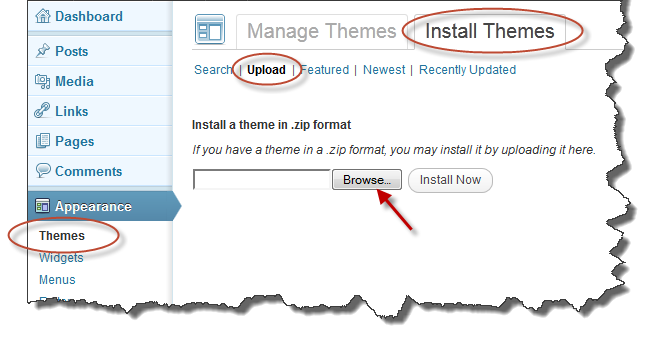 Dashboard
Posts
Media
Links
Pages
Comments
Appearance
Themes
Widgets
Menus
Manage Themes Install Themes
Search | Upload | Featured | Newest | Recently Updated
Install a theme in .zip format
If you have a theme in a .zip format, you may install it by uploading it here.
Browse... Install Now